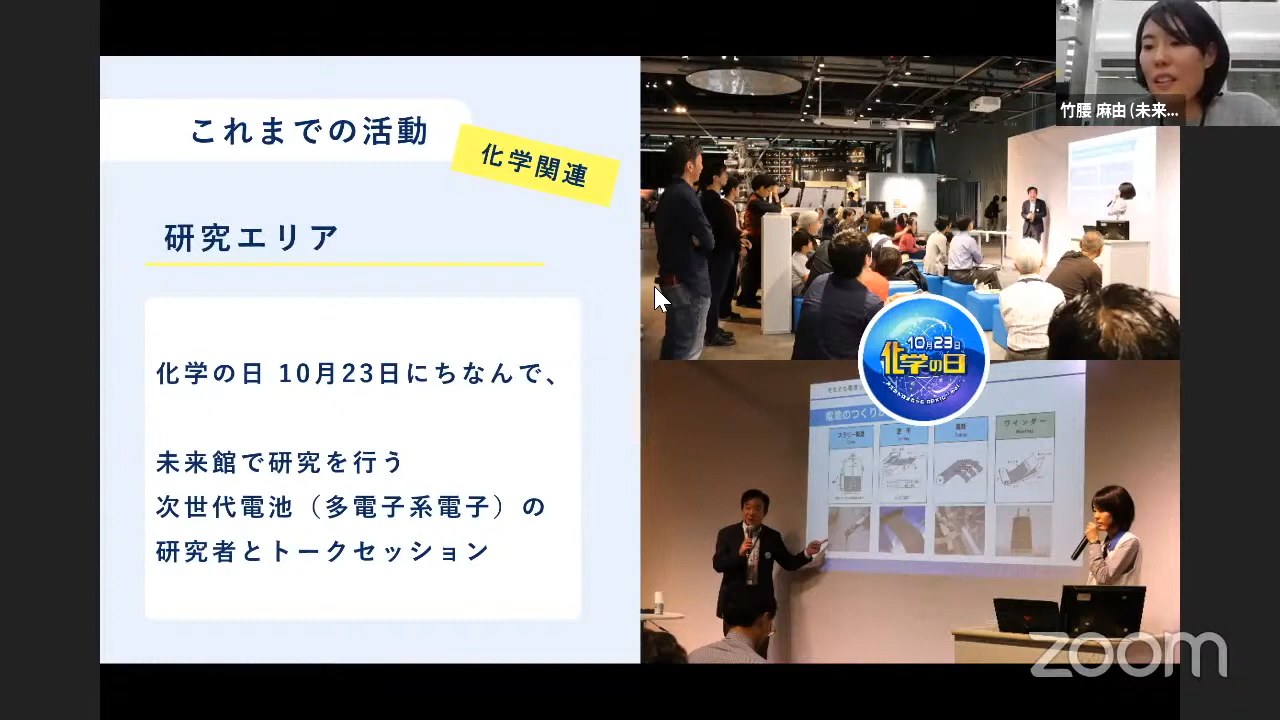 これまでの活動
化学関連
研究エリア
化学の日 10月23日にちなんで、
未来館で研究を行う
次世代電池（多電子系電子）の
研究者とトークセッション
竹腰 麻由 (未来...
10月23日
化学の日
電池のつくり
ワインダー
zoom